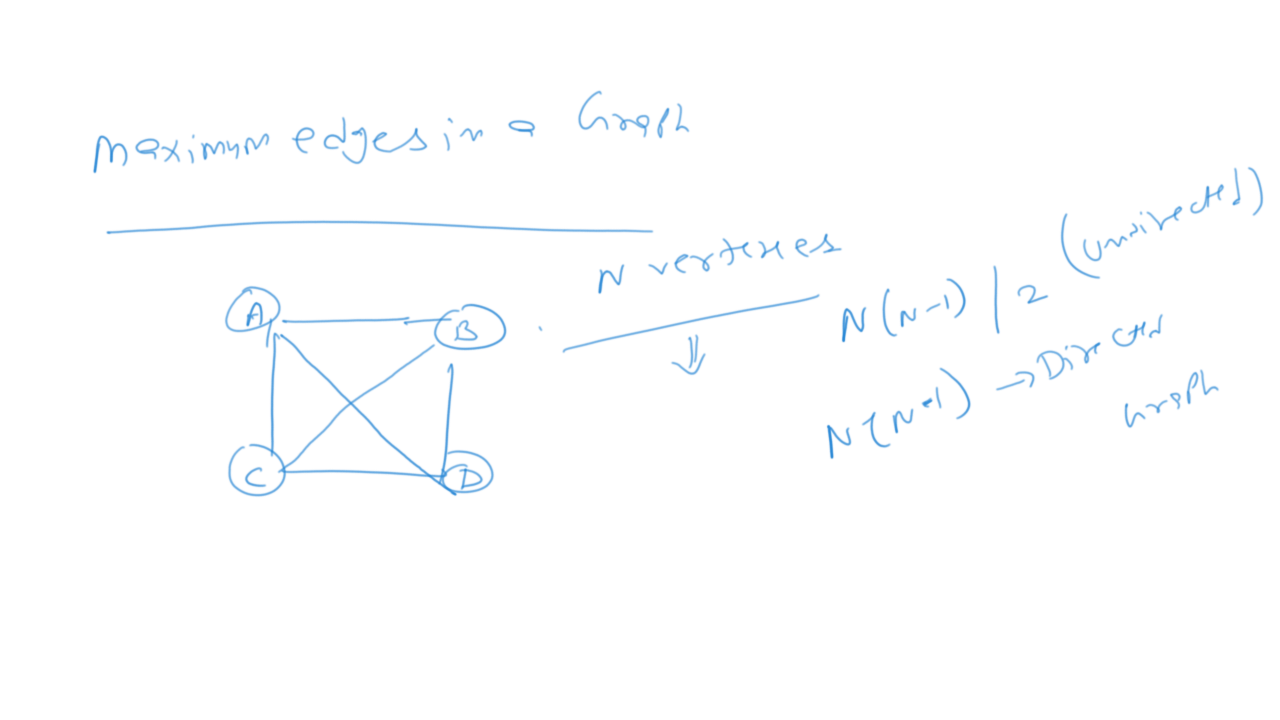 Maximum edges in a Graph
N vertexes
N(N-1) | 2 (undirected)
N(N-1) → Directed
Graph
A
B
C
D